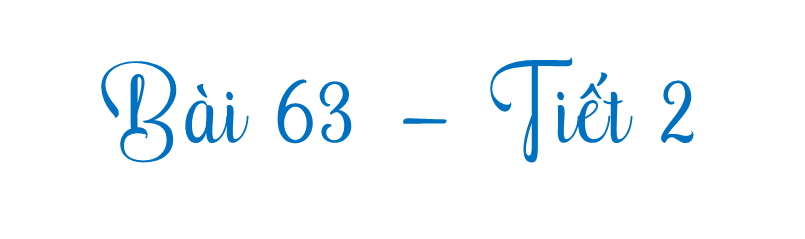 Bài 63 – Tiết 2